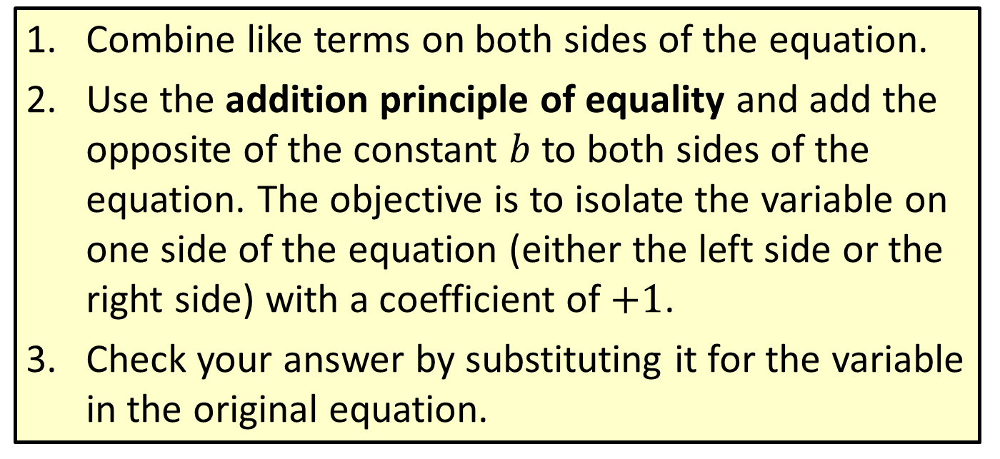 1. Combine like terms on both sides of the equation.
2. Use the addition principle of equality and add the
opposite of the constant b to both sides of the
equation. The objective is to isolate the variable on
one side of the equation (either the left side or the
right side) with a coefficient of +1.
3. Check your answer by substituting it for the variable
in the original equation.